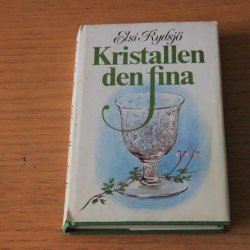 Elsi Rydsjö
Kristallen
den fina